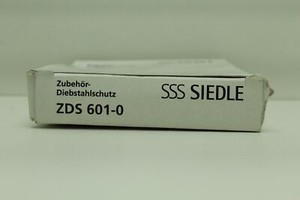 Zubehör-
Diebstahlschutz
ZDS 601-0
SSS SIEDLE